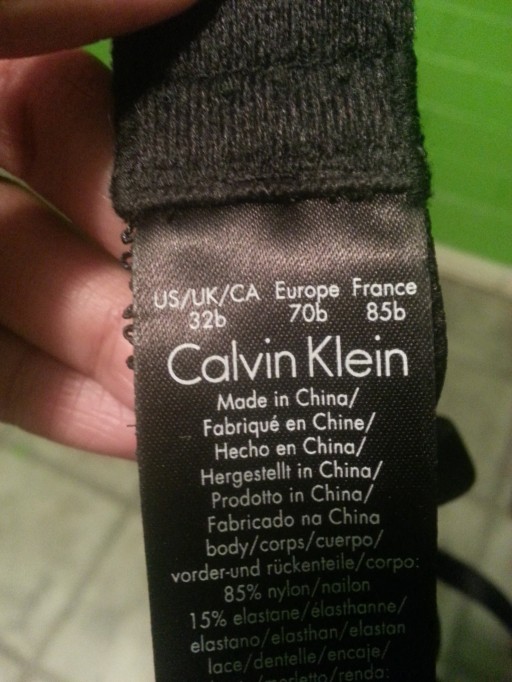 US/UK/CA Europe France
32b 70b 85b
Calvin Klein
Made in China/
Fabriqué en Chine/
Hecho en China/
Hergestellt in China/
Prodotto in China/
Fabricado na China
body/corps/cuerpo/
vorder-und rückenteile/corpo:
85% nylon/nailon
15% elastane/élasthanne/
elastano/elasthan/elastan
lace/dentelle/encaje/
/merletto/renda: